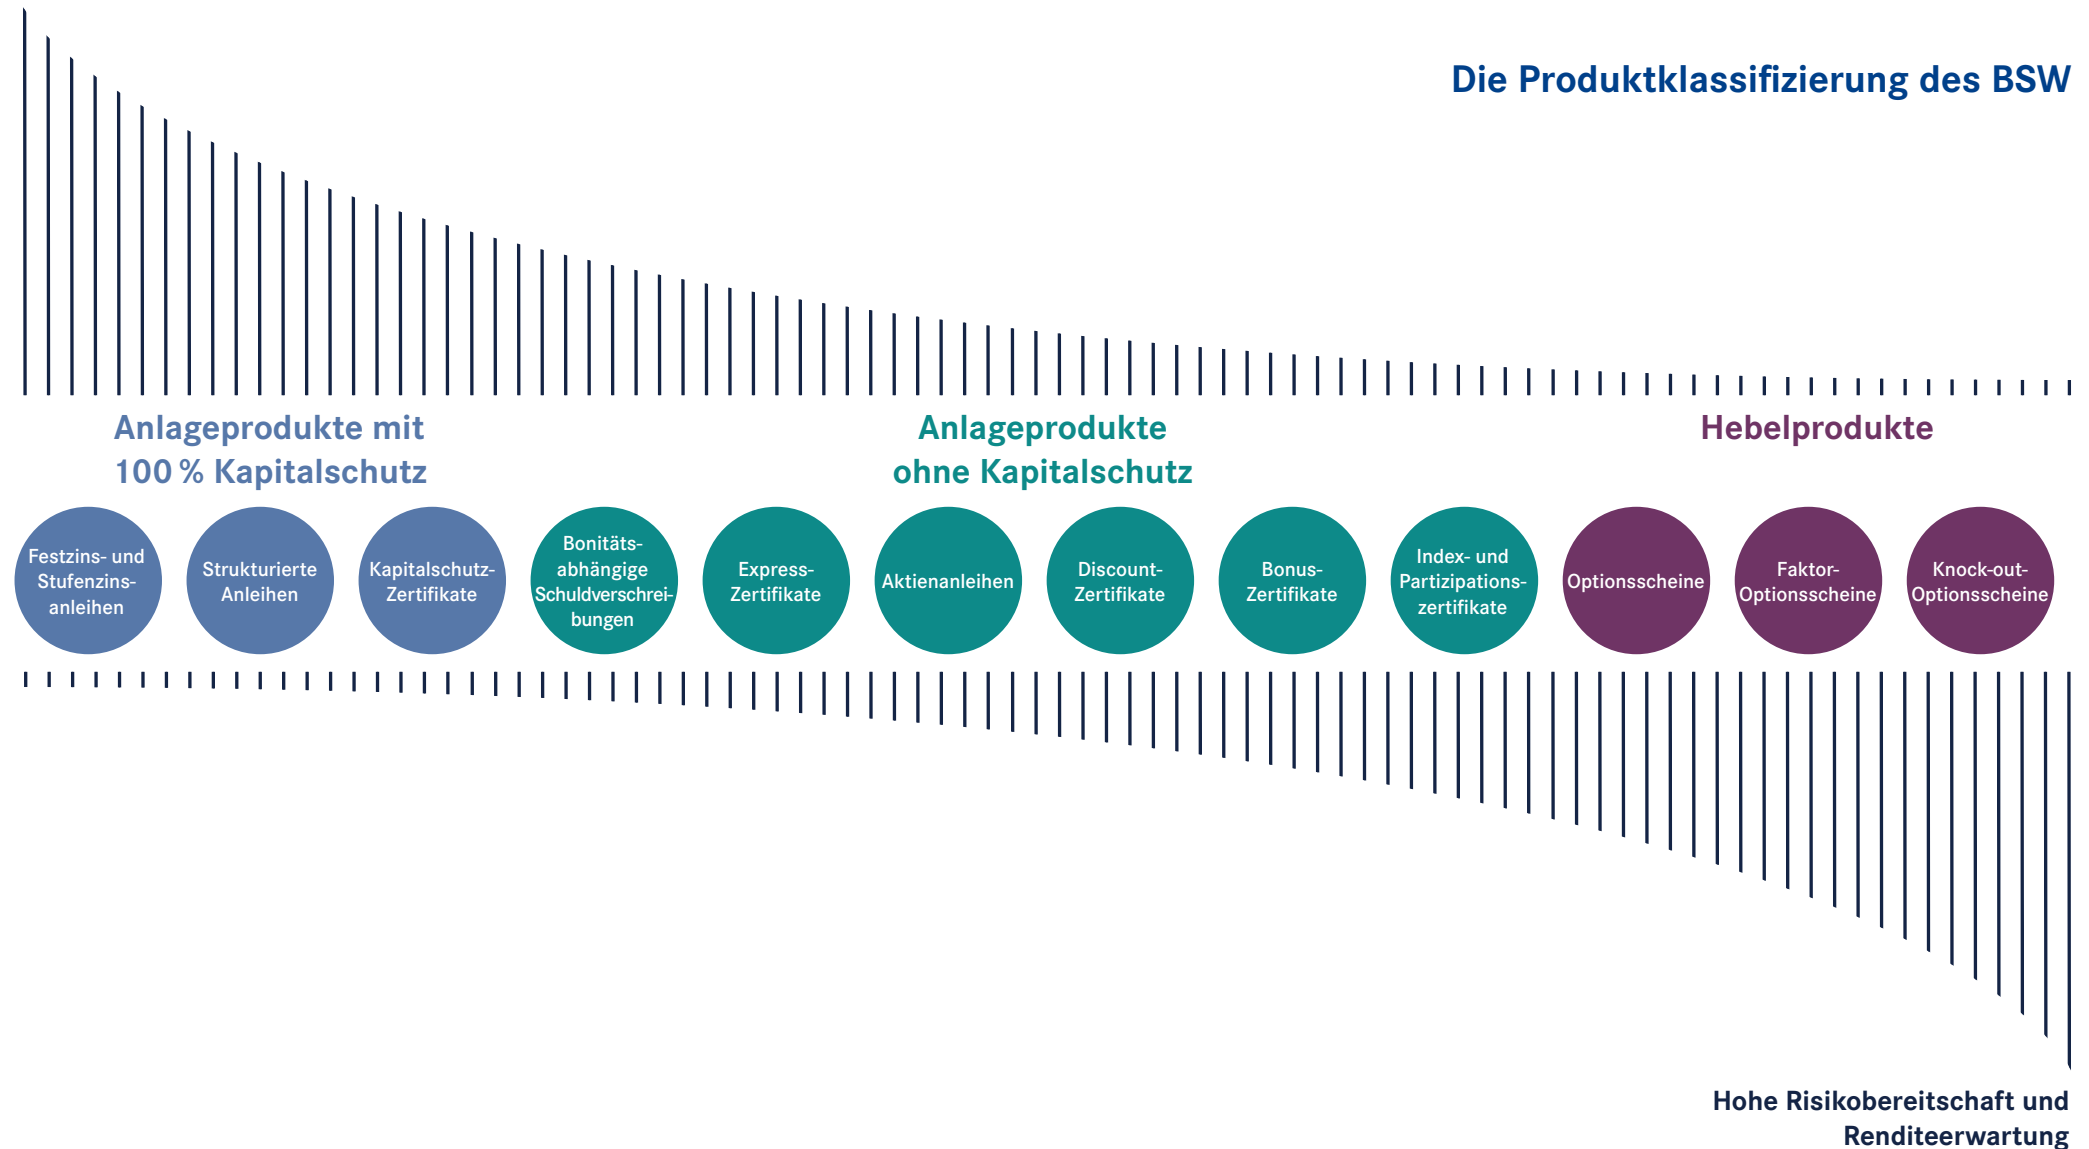 Die Produktklassifizierung des BSW
Anlageprodukte mit
100 % Kapitalschutz
Anlageprodukte
ohne Kapitalschutz
Hebelprodukte
Festzins- und
Stufenzins-
anleihen
Strukturierte
Anleihen
Kapitalschutz-
Zertifikate
Bonitäts-
abhängige
Schuldverschrei-
bungen
Express-
Zertifikate
Aktienanleihen
Discount-
Zertifikate
Bonus-
Zertifikate
Index- und
Partizipations-
zertifikate
Optionsscheine
Faktor-
Optionsscheine
Knock-out-
Optionsscheine
Hohe Risikobereitschaft und
Renditeerwartung